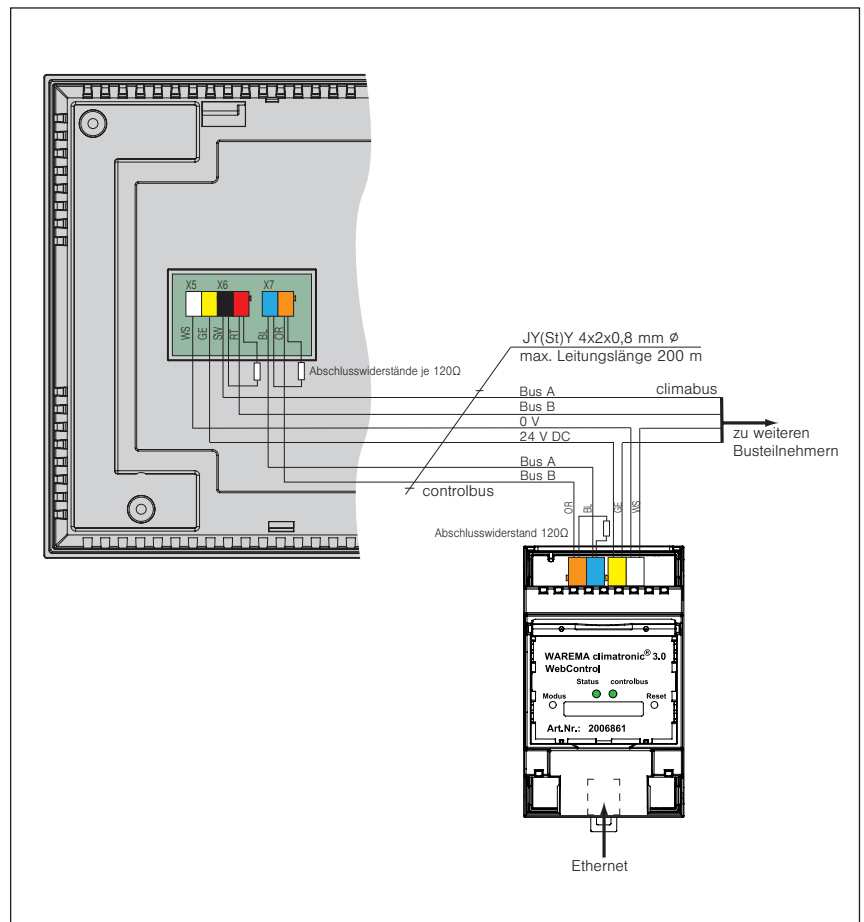 X5 X6 X7
WS GE SW RT BL OR
Abschlusswiderstände je 120Ω
JY(St)Y 4x2x0,8 mm ø
max. Leitungslänge 200 m
Bus A
climabus
Bus B
0 V
24 V DC
zu weiteren
Busteilnehmern
Bus A
Bus B
controlbus
OR BL GE WS
Abschlusswiderstand 120Ω
WAREMA climatronic® 3.0
WebControl
Status controlbus
Modus Reset
Art.Nr.: 2006861
Ethernet